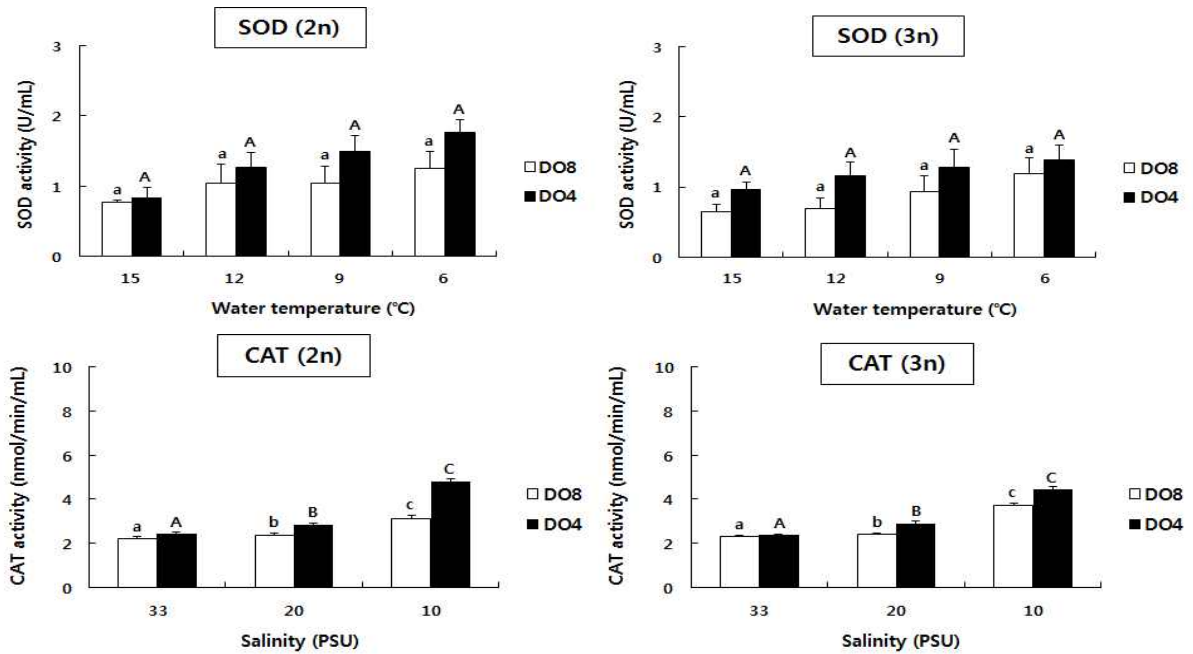 SOD (2n)
SOD activity (U/mL)
3
2
1
0
a
A
a
A
a
A
a
A
15
12
9
6
Water temperature (℃)
DO8
DO4
SOD (3n)
SOD activity (U/mL)
3
2
1
0
a
A
a
A
a
A
a
A
15
12
9
6
Water temperature (℃)
DO8
DO4
CAT (2n)
CAT activity (nmol/min/mL)
10
8
6
4
2
0
a
A
b
B
c
C
33
20
10
Salinity (PSU)
DO8
DO4
CAT (3n)
CAT activity (nmol/min/mL)
10
8
6
4
2
0
a
A
b
B
c
C
33
20
10
Salinity (PSU)
DO8
DO4